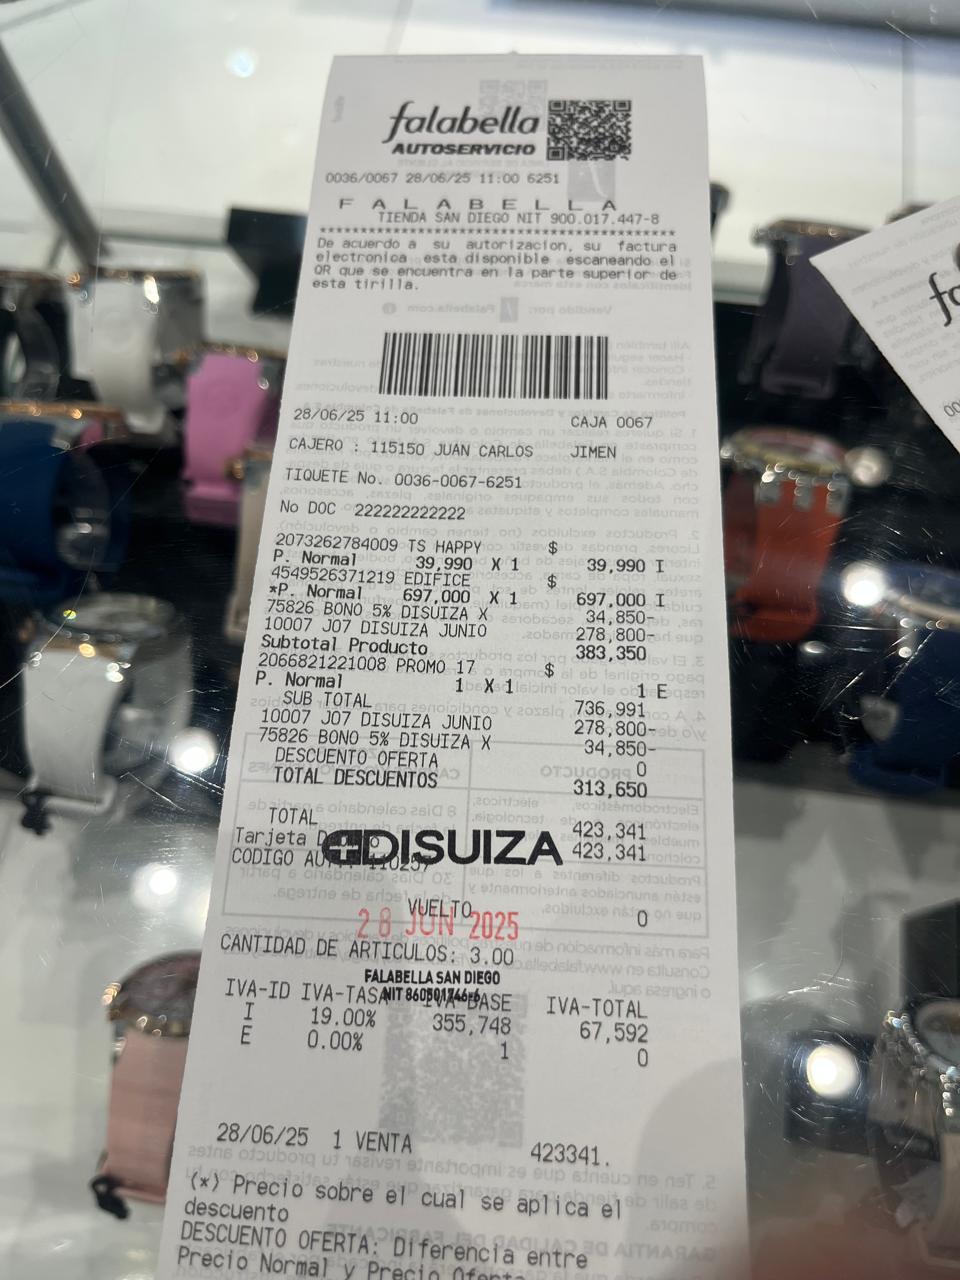 falabella
AUTOSERVICIO
0036/0067 28/06/25 11:00 6251
F A L A B E L L A
TIENDA SAN DIEGO NIT 900.017.447-8
****************************************
De acuerdo a su autorizacion, su factura
electronica esta disponible escaneando el
QR que se encuentra en la parte superior de
esta tirilla.
28/06/25 11:00 CAJA 0067
CAJERO : 115150 JUAN CARLOS JIMEN
TIQUETE No. 0036-0067-6251
No DOC 222222222222
2073262784009 TS HAPPY $
P. Normal 39,990 X 1 39,990 I
4549526371219 EDIFICE $
*P. Normal 697,000 X 1 697,000 I
75826 BONO 5% DISUIZA X 34,850-
10007 J07 DISUIZA JUNIO 278,800-
Subtotal Producto 383,350
2066821221008 PROMO 17 $
P. Normal 1 X 1 1 E
SUB TOTAL 736,991
10007 J07 DISUIZA JUNIO 278,800-
75826 BONO 5% DISUIZA X 34,850-
DESCUENTO OFERTA 0
TOTAL DESCUENTOS 313,650
TOTAL 423,341
Tarjeta 423,341
DISUIZA
CODIGO
VUELTO 0
28 JUN 2025
CANTIDAD DE ARTICULOS: 3.00
FALABELLA SAN DIEGO
NIT
IVA-ID IVA-TASA IVA-BASE IVA-TOTAL
I 19.00% 355,748 67,592
E 0.00% 1 0
28/06/25 1 VENTA 423341.
(*) Precio sobre el cual se aplica el
descuento
DESCUENTO OFERTA: Diferencia entre
Precio Normal y Precio Oferta